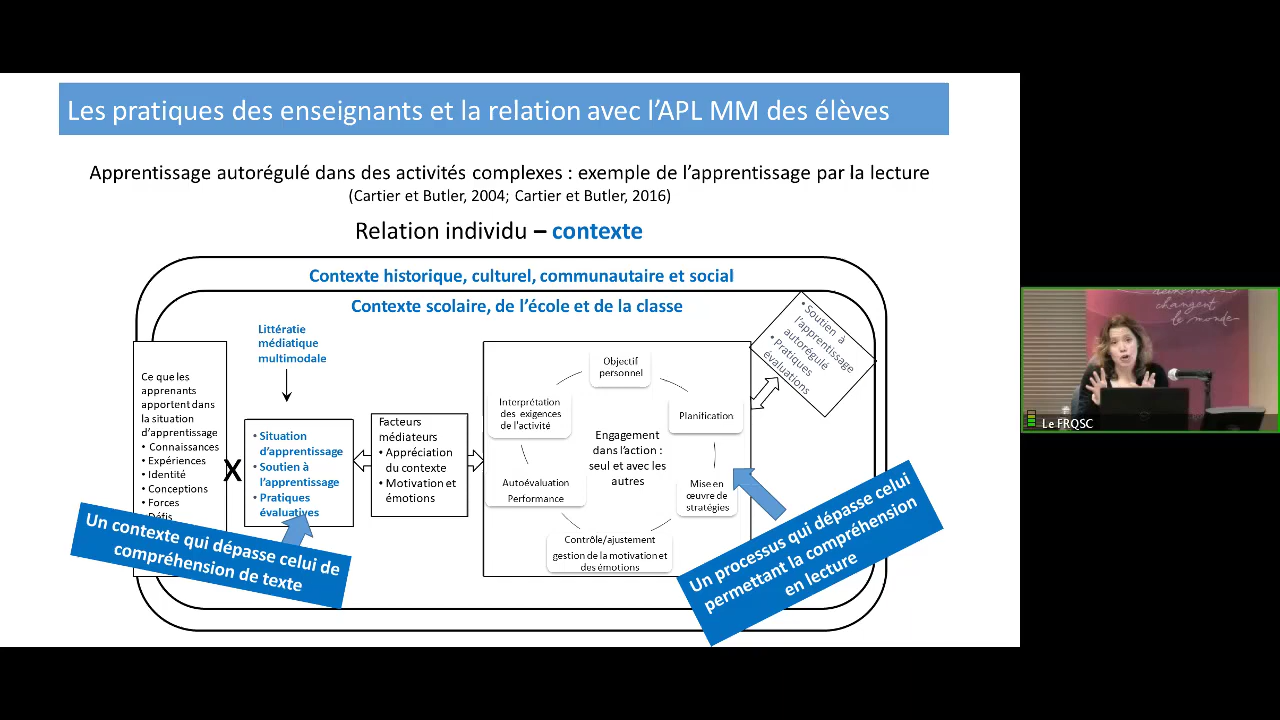 Les pratiques des enseignants et la relation avec l'APL MM des élèves
Apprentissage autorégulé dans des activités complexes : exemple de l'apprentissage par la lecture
(Cartier et Butler, 2004; Cartier et Butler, 2016)
Relation individu – contexte
Contexte historique, culturel, communautaire et social
Contexte scolaire, de l'école et de la classe
Littératie
médiatique
multimodale
Ce que les
apprenants
apportent dans
la situation
d'apprentissage
• Connaissances
• Expériences
• Identité
• Conceptions
• Forces
• Défis
X
• Situation
d'apprentissage
• Soutien à
l'apprentissage
• Pratiques
évaluatives
Facteurs
médiateurs
• Appréciation
du contexte
• Motivation et
émotions
Objectif
personnel
Planification
Mise en
œuvre de
stratégies
Contrôle/ajustement
gestion de la motivation et
des émotions
Autoévaluation
Performance
Interprétation
des exigences
de l'activité
Engagement
dans l'action :
seul et avec les
autres
• Soutien à
l'apprentissage
autorégulé
• Pratiques
évaluations
Un contexte qui dépasse celui de
compréhension de texte
Un processus qui dépasse celui
permettant la compréhension
en lecture
changent
le monde
Le FRQSC